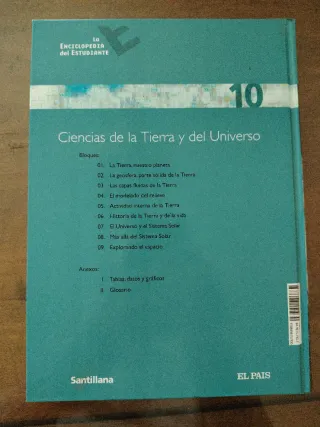 La
Enciclopedia
del Estudiante
10
Ciencias de la Tierra y del Universo
Bloques
01. La Tierra, nuestro planeta
02. La geosfera, parte sólida de la Tierra
03. Las capas fluidas de la Tierra
04. El modelado del relieve
05. Actividad interna de la Tierra
06. Historia de la Tierra y de la vida
07. El Universo y el Sistema Solar
08. Más allá del Sistema Solar
09. Explorando el espacio
Anexos
I. Tablas, datos y gráficos
II. Glosario
Santillana
EL PAIS